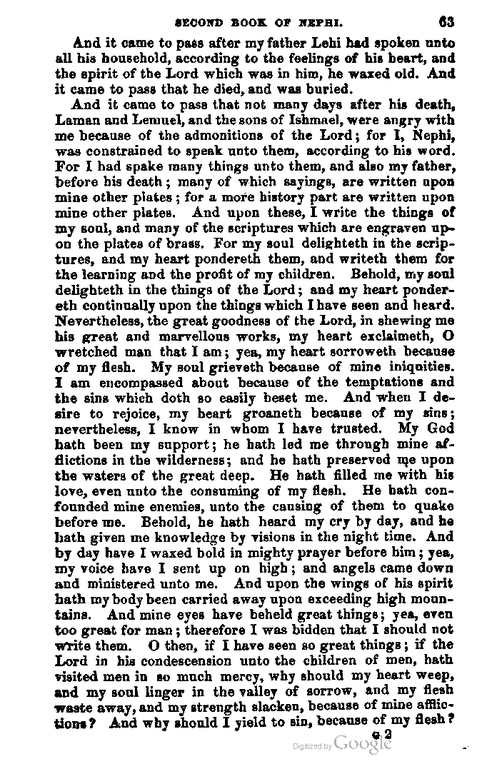 SECOND BOOK OF NEPHI. 63
And it came to pass after my father Lehi had spoken unto
all his household, according to the feelings of his heart, and
the spirit of the Lord which was in him, he waxed old. And
it came to pass that he died, and was buried.
And it came to pass that not many days after his death,
Laman and Lemuel, and the sons of Ishmael, were angry with
me because of the admonitions of the Lord; for I, Nephi,
was constrained to speak unto them, according to his word.
For I had spake many things unto them, and also my father,
before his death; many of which sayings, are written upon
mine other plates; for a more history part are written upon
mine other plates. And upon these, I write the things of
my soul, and many of the scriptures which are engraven up-
on the plates of brass. For my soul delighteth in the scrip-
tures, and my heart pondereth them, and writeth them for
the learning and the profit of my children. Behold, my soul
delighteth in the things of the Lord; and my heart ponder-
eth continually upon the things which I have seen and heard.
Nevertheless, the great goodness of the Lord, in shewing me
his great and marvellous works, my heart exclaimeth, O
wretched man that I am; yea, my heart sorroweth because
of my flesh. My soul grieveth because of mine iniquities.
I am encompassed about because of the temptations and
the sins which doth so easily beset me. And when I de-
sire to rejoice, my heart groaneth because of my sins;
nevertheless, I know in whom I have trusted. My God
hath been my support; he hath led me through mine af-
flictions in the wilderness; and he hath preserved me upon
the waters of the great deep. He hath filled me with his
love, even unto the consuming of my flesh. He hath con-
founded mine enemies, unto the causing of them to quake
before me. Behold, he hath heard my cry by day, and he
hath given me knowledge by visions in the night time. And
by day have I waxed bold in mighty prayer before him; yea,
my voice have I sent up on high; and angels came down
and ministered unto me. And upon the wings of his spirit
hath my body been carried away upon exceeding high moun-
tains. And mine eyes have beheld great things; yea, even
too great for man; therefore I was bidden that I should not
write them. O then, if I have seen so great things; if the
Lord in his condescension unto the children of men, hath
visited men in so much mercy, why should my heart weep,
and my soul linger in the valley of sorrow, and my flesh
waste away, and my strength slacken, because of mine afflic-
tions? And why should I yield to sin, because of my flesh?
G 2
Digitized by Google